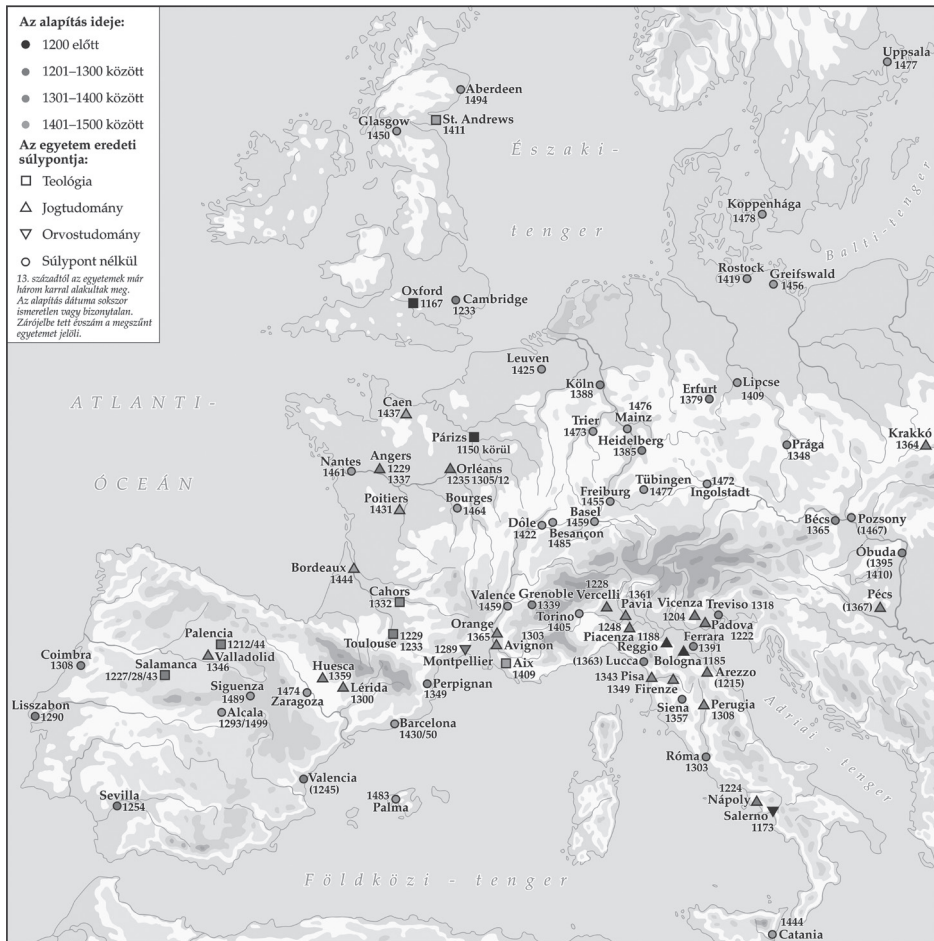 Az alapítás ideje:
1200 előtt
1201–1300 között
1301–1400 között
1401–1500 között
Az egyetem eredeti
súlypontja:
Teológia
Jogtudomány
Orvostudomány
Súlypont nélkül
13. századtól az egyetemek már
három karral alakultak meg.
Az alapítás dátuma sokszor
ismeretlen vagy bizonytalan.
Zárójelbe tett évszám a megszűnt
egyetemet jelöli.
Uppsala
1477
Aberdeen
1494
St. Andrews
1411
Glasgow
1450
Északi-
tenger
Koppenhága
1478
Balti-tenger
Rostock
1419
Greifswald
1456
Oxford
1167
Cambridge
1233
Leuven
1425
Köln
1388
Erfurt
1379
Lipcse
1409
ATLANTI-
ÓCEÁN
Caen
1437
Párizs
1150 körül
Trier
1473
1476
Mainz
Heidelberg
1385
Prága
1348
Krakkó
1364
Nantes
1461
Angers
1229
1337
Orléans
1235 1305/12
Tübingen
1477
1472
Ingolstadt
Poitiers
1431
Bourges
1464
Freiburg
1455
Basel
1459
Dôle
1422
Besançon
1485
Bécs
1365
Pozsony
(1467)
Óbuda
(1395
1410)
Pécs
(1367)
Bordeaux
1444
Cahors
1332
Valence
1459
Grenoble
1339
1228
Vercelli
1361
Pavia
Torino
1405
Vicenza
1204
Treviso 1318
Padova
1222
Orange
1365
1303
Avignon
1248
Piacenza
1188
Reggio
Ferrara
1391
Bologna
1185
Toulouse
1229
1233
1289
Montpellier
Aix
1409
(1363) Lucca
1343 Pisa
1349
Firenze
Arezzo
(1215)
Siena
1357
Perugia
1308
Palencia
1212/44
Valladolid
1346
Coimbra
1308
Salamanca
1227/28/43
Huesca
1359
Lérida
1300
Perpignan
1349
Siguenza
1489
1474
Zaragoza
Lisszabon
1290
Alcala
1293/1499
Barcelona
1430/50
Adriai-tenger
Róma
1303
Valencia
(1245)
1483
Palma
Sevilla
1254
1224
Nápoly
Salerno
1173
Földközi - tenger
1444
Catania